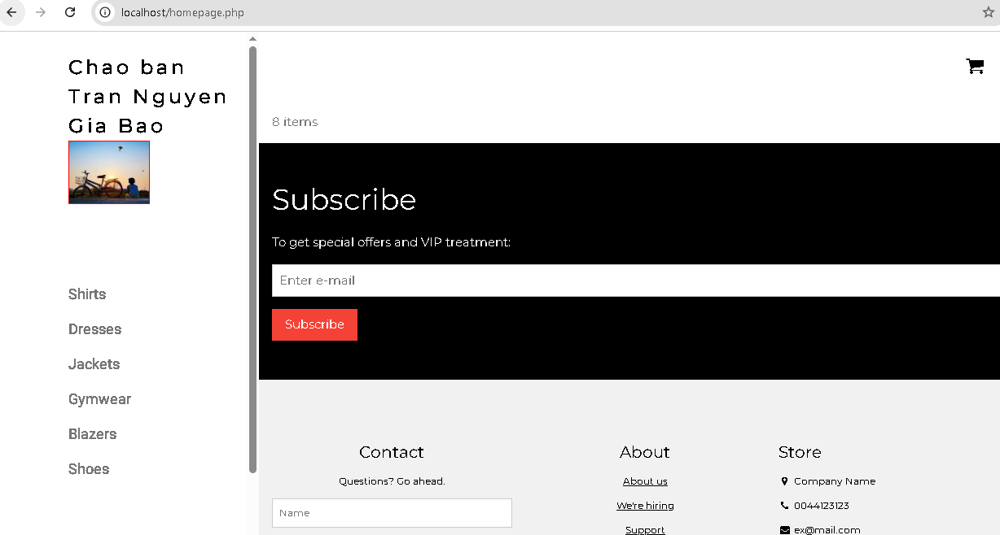 localhost/homepage.php
Chao ban
Tran Nguyen
Gia Bao
Shirts
Dresses
Jackets
Gymwear
Blazers
Shoes
8 items
Subscribe
To get special offers and VIP treatment:
Enter e-mail
Subscribe
Contact
Questions? Go ahead.
Name
About
About us
We're hiring
Support
Store
Company Name
0044123123
ex@mail.com